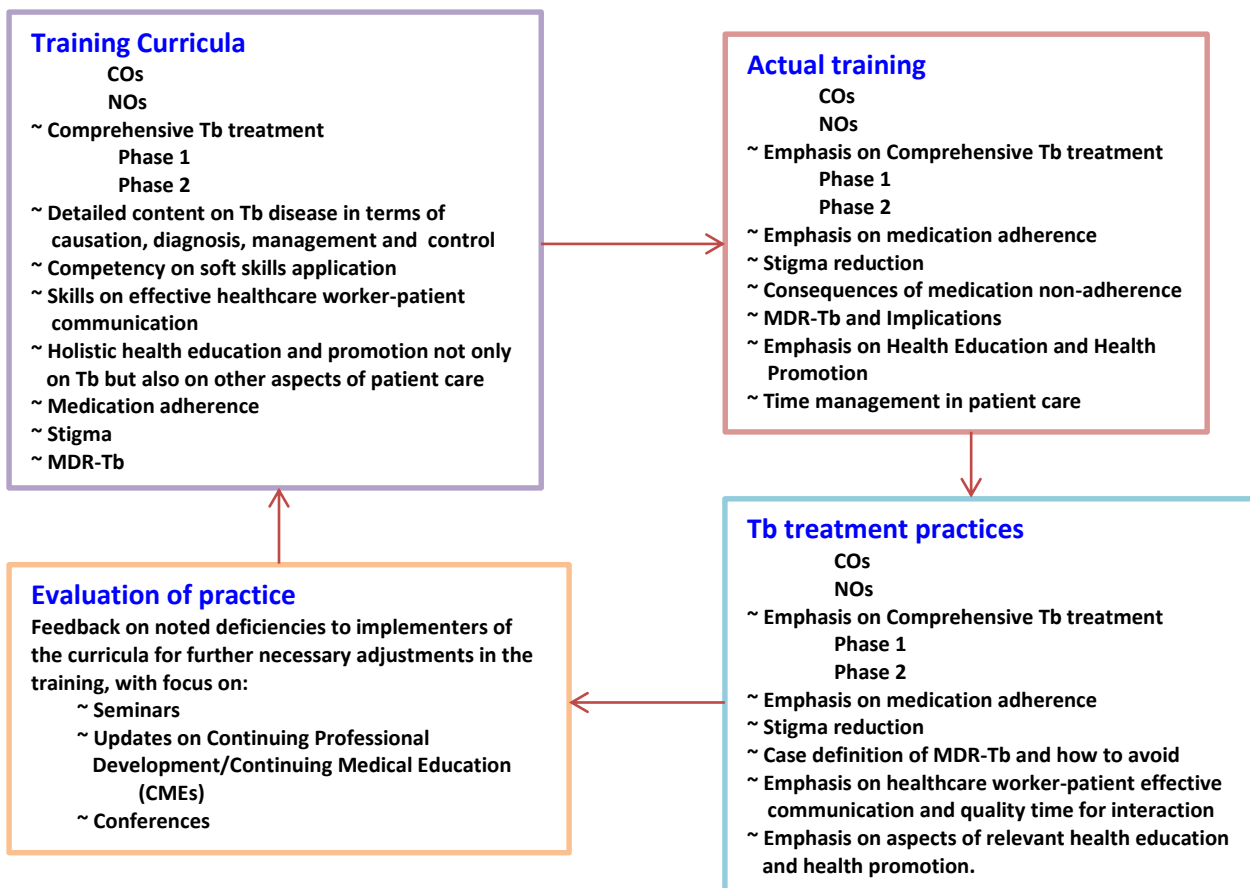 Training Curricula
COs
NOs
~ Comprehensive Tb treatment
Phase 1
Phase 2
~ Detailed content on Tb disease in terms of
causation, diagnosis, management and control
~ Competency on soft skills application
~ Skills on effective healthcare worker-patient
communication
~ Holistic health education and promotion not only
on Tb but also on other aspects of patient care
~ Medication adherence
~ Stigma
~ MDR-Tb
Actual training
COs
NOs
~ Emphasis on Comprehensive Tb treatment
Phase 1
Phase 2
~ Emphasis on medication adherence
~ Stigma reduction
~ Consequences of medication non-adherence
~ MDR-Tb and Implications
~ Emphasis on Health Education and Health
Promotion
~ Time management in patient care
Tb treatment practices
COs
NOs
~ Emphasis on Comprehensive Tb treatment
Phase 1
Phase 2
~ Emphasis on medication adherence
~ Stigma reduction
~ Case definition of MDR-Tb and how to avoid
~ Emphasis on healthcare worker-patient effective
communication and quality time for interaction
~ Emphasis on aspects of relevant health education
and health promotion.
Evaluation of practice
Feedback on noted deficiencies to implementers of
the curricula for further necessary adjustments in the
training, with focus on:
~ Seminars
~ Updates on Continuing Professional
Development/Continuing Medical Education
(CMEs)
~ Conferences